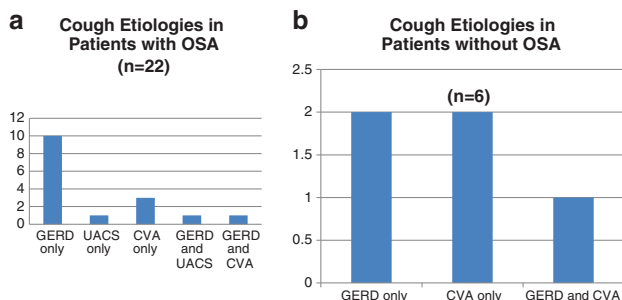 a
Cough Etiologies in
Patients with OSA
(n=22)
12
10
8
6
4
2
0
GERD only
UACS only
CVA only
GERD and UACS
GERD and CVA
b
Cough Etiologies in
Patients without OSA
(n=6)
2.5
2
1.5
1
0.5
0
GERD only
CVA only
GERD and CVA